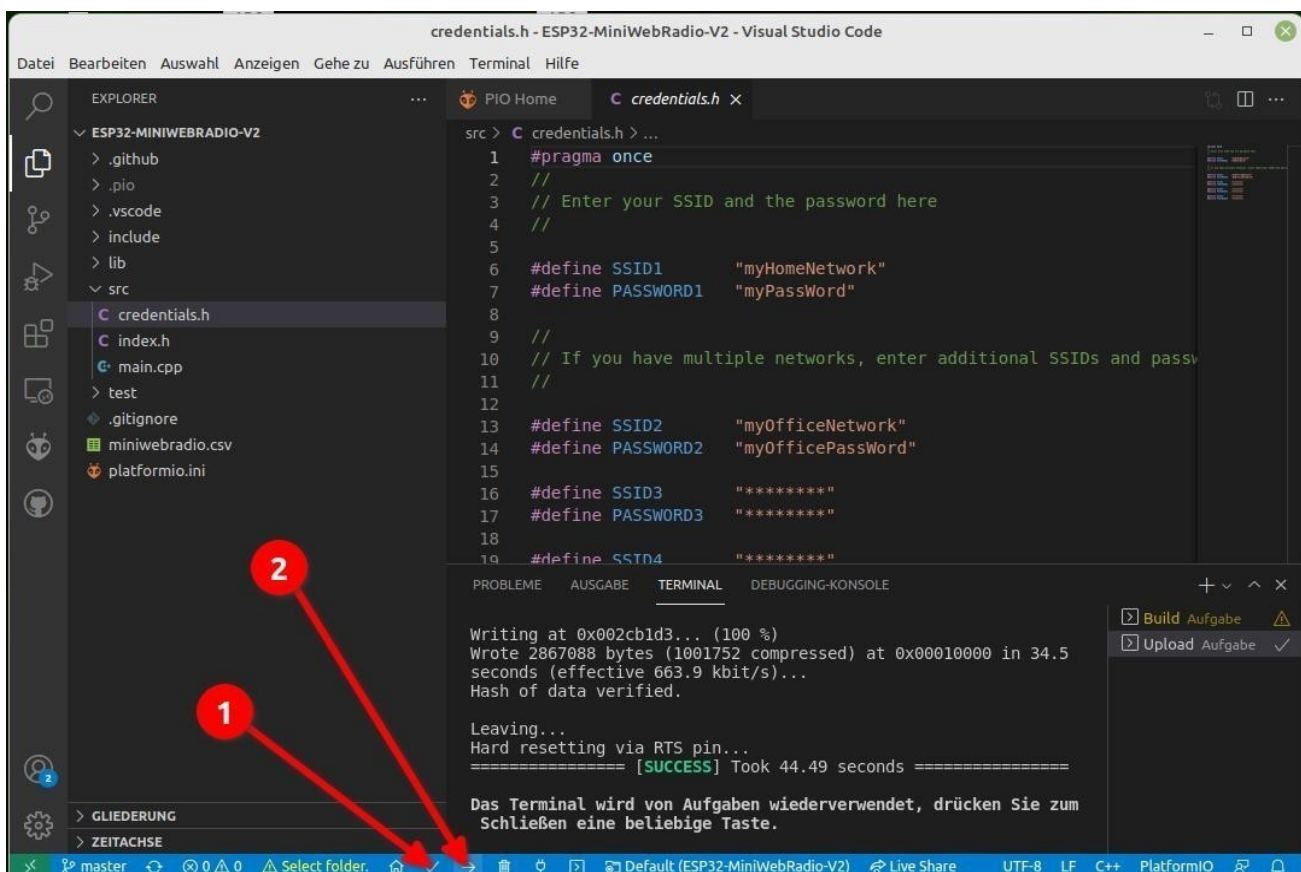 credentials.h - ESP32-MiniWebRadio-V2 - Visual Studio Code
Datei Bearbeiten Auswahl Anzeigen Gehe zu Ausführen Terminal Hilfe
EXPLORER
ESP32-MINIWEBRADIO-V2
.github
.pio
.vscode
include
lib
src
credentials.h
index.h
main.cpp
test
.gitignore
miniwebradio.csv
platformio.ini
GLIEDERUNG
ZEITACHSE
PIO Home credentials.h
src > C credentials.h > ...
1 #pragma once
2 //
3 // Enter your SSID and the password here
4 //
5
6 #define SSID1 "myHomeNetwork"
7 #define PASSWORD1 "myPassWord"
8
9 //
10 // If you have multiple networks, enter additional SSIDs and passw
11 //
12
13 #define SSID2 "myOfficeNetwork"
14 #define PASSWORD2 "myOfficePassWord"
15
16 #define SSID3 "********"
17 #define PASSWORD3 "********"
18
19 #define SSID4 "********"
PROBLEME AUSGABE TERMINAL DEBUGGING-KONSOLE
Writing at 0x002cb1d3... (100 %)
Wrote 2867088 bytes (1001752 compressed) at 0x00010000 in 34.5
seconds (effective 663.9 kbit/s)...
Hash of data verified.
Leaving...
Hard resetting via RTS pin...
================ [SUCCESS] Took 44.49 seconds ================
Das Terminal wird von Aufgaben wiederverwendet, drücken Sie zum
Schließen eine beliebige Taste.
Build Aufgabe
Upload Aufgabe
2
1
2
master 0 0 Select folder. Default (ESP32-MiniWebRadio-V2) Live Share UTF-8 LF C++ PlatformIO